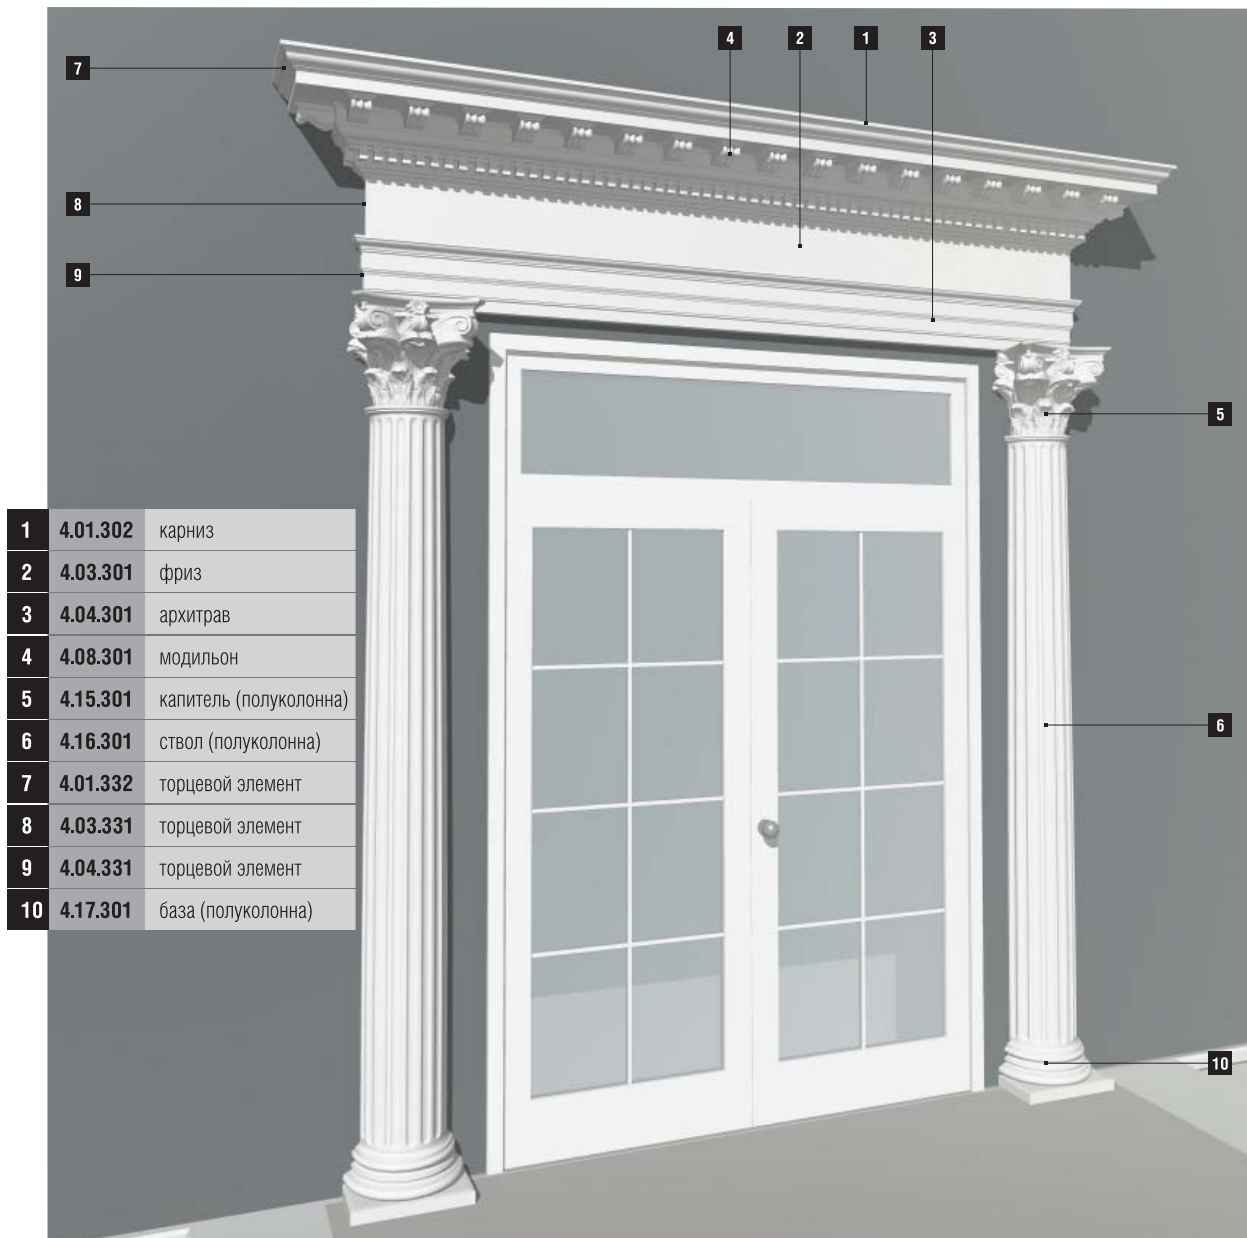 4 2 1 3
7
8
9
5
1 4.01.302 карниз
2 4.03.301 фриз
3 4.04.301 архитрав
4 4.08.301 модильон
5 4.15.301 капитель (полуколонна)
6 4.16.301 ствол (полуколонна)
7 4.01.332 торцевой элемент
8 4.03.331 торцевой элемент
9 4.04.331 торцевой элемент
10 4.17.301 база (полуколонна)
6
10